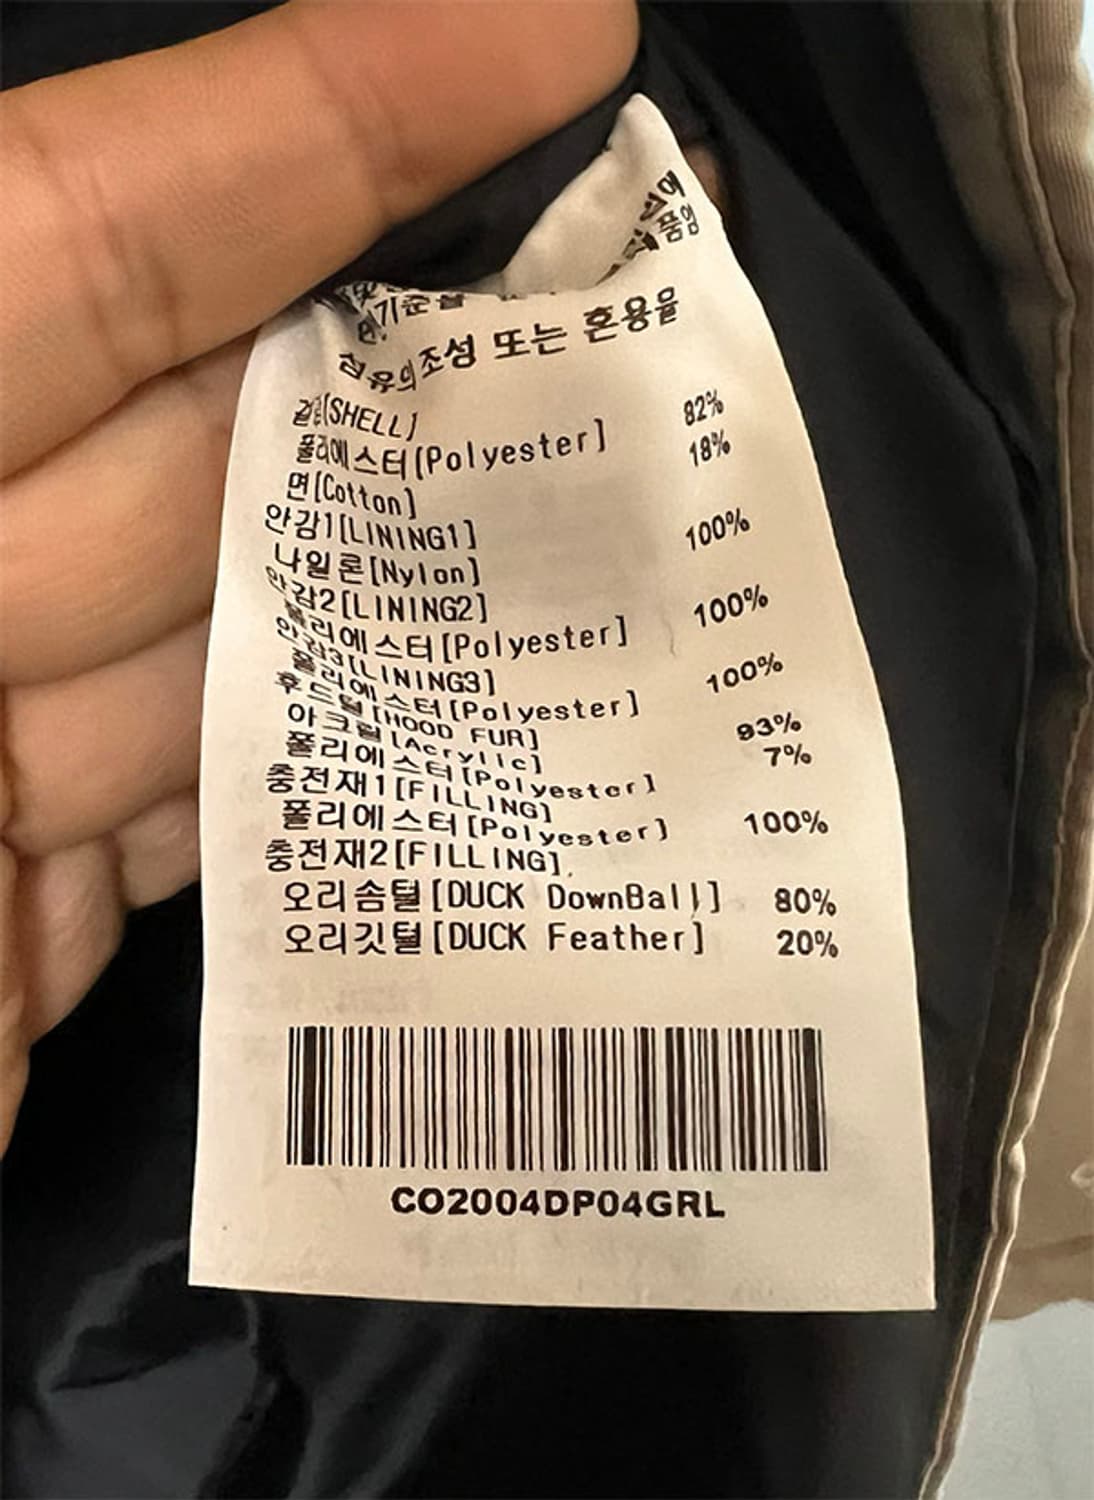 품임
기준을
섬유의조성 또는 혼용율
겉감[SHELL]
폴리에스터[Polyester] 82%
면[Cotton] 18%
안감1[LINING1]
나일론[Nylon] 100%
안감2[LINING2]
폴리에스터[Polyester] 100%
안감3[LINING3]
폴리에스터[Polyester] 100%
후드털[HOOD FUR]
아크릴[Acrylic] 93%
폴리에스터[Polyester] 7%
충전재1[FILLING]
폴리에스터[Polyester] 100%
충전재2[FILLING]
오리솜털[DUCK DownBall] 80%
오리깃털[DUCK Feather] 20%
CO2004DP04GRL